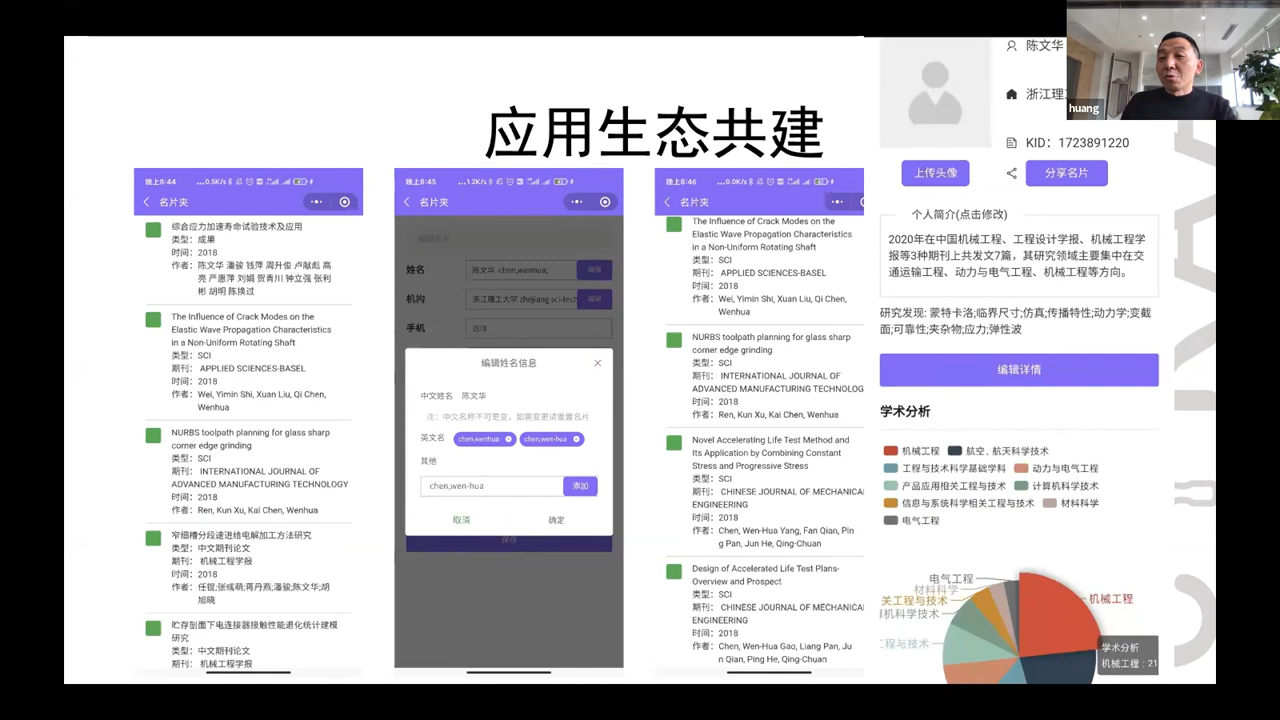 应用生态共建
huang
晚上8:44
...0.5K/s
名片夹
综合应力加速寿命试验技术及应用
类型：成果
时间：2018
作者：陈文华 潘骏 钱萍 周升俊 卢献彪 高
亮 严惠萍 刘娟 贺青川 钟立强 张利
彬 胡明 陈换过
The Influence of Crack Modes on the
Elastic Wave Propagation Characteristics
in a Non-Uniform Rotating Shaft
类型：SCI
期刊： APPLIED SCIENCES-BASEL
时间：2018
作者：Wei, Yimin Shi, Xuan Liu, Qi Chen,
Wenhua
NURBS toolpath planning for glass sharp
corner edge grinding
类型：SCI
期刊： INTERNATIONAL JOURNAL OF
ADVANCED MANUFACTURING TECHNOLOGY
时间：2018
作者：Ren, Kun Xu, Kai Chen, Wenhua
窄细槽分段速进给电解加工方法研究
类型：中文期刊论文
期刊： 机械工程学报
时间：2018
作者：任锟;张彧萌;蒋丹燕;潘骏;陈文华;胡
旭晓
贮存剖面下电连接器接触性能退化统计建模
研究
类型：中文期刊论文
期刊： 机械工程学报
晚上8:45
...1.2K/s
名片夹
编辑名片
姓名
陈文华 chen,wenhua;
编辑
机构
浙江理工大学 zhejiang sci-tech
编辑
手机
选填
编辑姓名信息
中文姓名 陈文华
注：中文名称不可更变，如需变更请重置名片
英文名 chen,wenhua chen,wen-hua
其他
chen,wen-hua 添加
取消 确定
保存
晚上8:46
...0.0K/s
名片夹
The Influence of Crack Modes on the
Elastic Wave Propagation Characteristics
in a Non-Uniform Rotating Shaft
类型：SCI
期刊： APPLIED SCIENCES-BASEL
时间：2018
作者：Wei, Yimin Shi, Xuan Liu, Qi Chen,
Wenhua
NURBS toolpath planning for glass sharp
corner edge grinding
类型：SCI
期刊： INTERNATIONAL JOURNAL OF
ADVANCED MANUFACTURING TECHNOLOG
时间：2018
作者：Ren, Kun Xu, Kai Chen, Wenhua
Novel Accelerating Life Test Method and
Its Application by Combining Constant
Stress and Progressive Stress
类型：SCI
期刊： CHINESE JOURNAL OF MECHANICA
ENGINEERING
时间：2018
作者：Chen, Wen-Hua Yang, Fan Qian, Pin
g Pan, Jun He, Qing-Chuan
Design of Accelerated Life Test Plans-
Overview and Prospect
类型：SCI
期刊： CHINESE JOURNAL OF MECHANICA
ENGINEERING
时间：2018
作者：Chen, Wen-Hua Gao, Liang Pan, Ju
n Qian, Ping He, Qing-Chuan
陈文华
浙江理
KID：1723891220
上传头像
分享名片
个人简介(点击修改)
2020年在中国机械工程、工程设计学报、机械工程学
报等3种期刊上共发文7篇，其研究领域主要集中在交
通运输工程、动力与电气工程、机械工程等方向。
研究发现: 蒙特卡洛;临界尺寸;仿真;传播特性;动力学;变截
面;可靠性;夹杂物;应力;弹性波
编辑详情
学术分析
机械工程 航空、航天科学技术
工程与技术科学基础学科 动力与电气工程
产品应用相关工程与技术 计算机科学技术
信息与系统科学相关工程与技术 材料科学
电气工程
电气工程
材料科学
关工程与技术
算机科学技术
工程与技术
机械工程
学术分析
机械工程 : 21